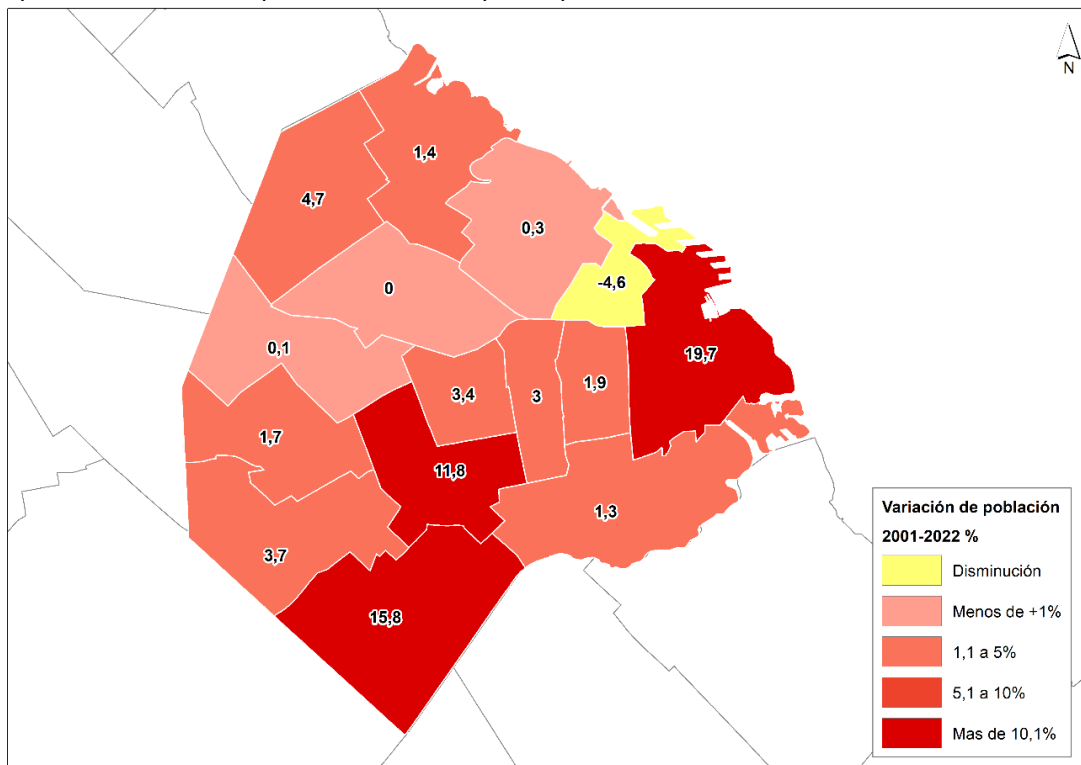 N
1,4
4,7
0,3
-4,6
0
19,7
0,1
3,4
3
1,9
1,7
11,8
1,3
3,7
15,8
Variación de población
2001-2022 %
Disminución
Menos de +1%
1,1 a 5%
5,1 a 10%
Mas de 10,1%